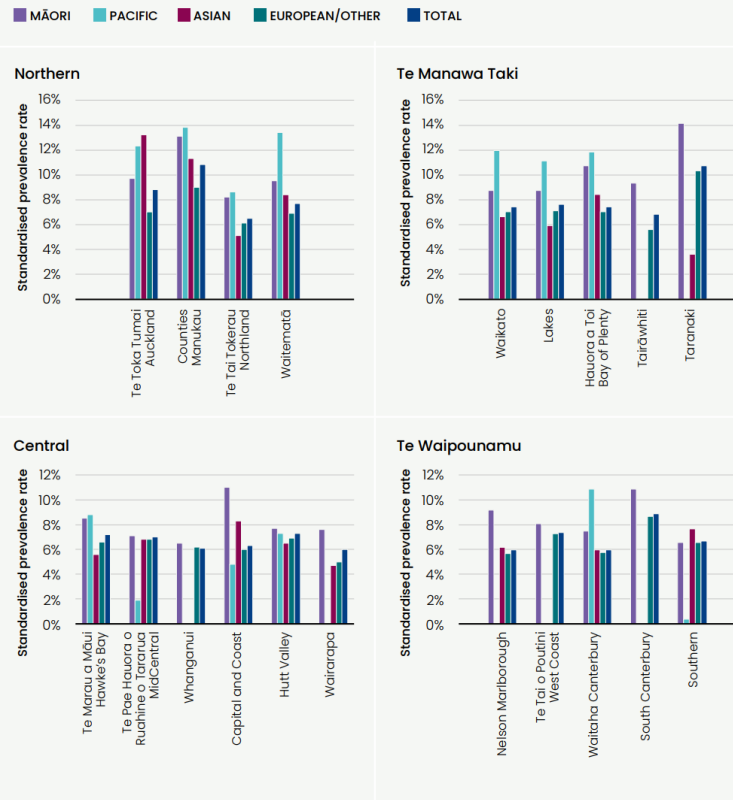 MĀORI PACIFIC ASIAN EUROPEAN/OTHER TOTAL
Northern
Standardised prevalence rate
16%
14%
12%
10%
8%
6%
4%
2%
0%
Te Toka Tumai
Auckland
Counties
Manukau
Te Tai Tokerau
Northland
Waitematā
Te Manawa Taki
Standardised prevalence rate
16%
14%
12%
10%
8%
6%
4%
2%
0%
Waikato
Lakes
Hauora a Toi
Bay of Plenty
Tairāwhiti
Taranaki
Central
Standardised prevalence rate
12%
10%
8%
6%
4%
2%
0%
Te Marau a Māui
Hawke's Bay
Te Pae Hauora o
Ruahine o Tararua
MidCentral
Whanganui
Capital and Coast
Hutt Valley
Wairarapa
Te Waipounamu
Standardised prevalence rate
12%
10%
8%
6%
4%
2%
0%
Nelson Marlborough
Te Tai o Poutini
West Coast
Waitaha Canterbury
South Canterbury
Southern